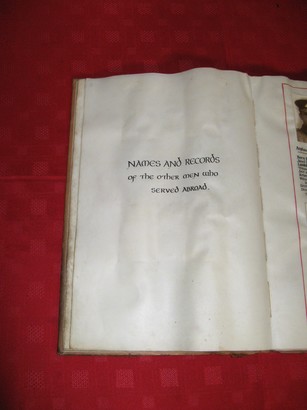 NAMES AND RECORDS
OF THE OTHER MEN WHO
SERVED ABROAD.